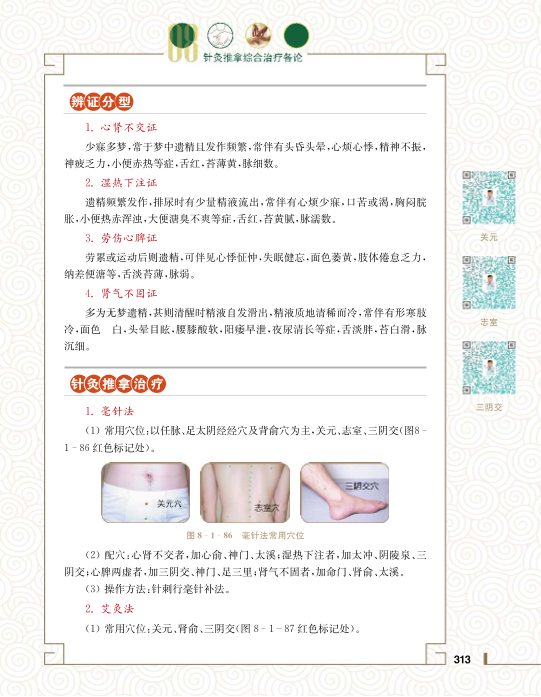 08
针灸推拿综合治疗各论
辨证分型
1. 心肾不交证
少寐多梦,常于梦中遗精且发作频繁,常伴有头昏头晕,心烦心悸,精神不振,
神疲乏力,小便赤热等症,舌红,苔薄黄,脉细数。
2. 湿热下注证
遗精频繁发作,排尿时有少量精液流出,常伴有心烦少寐,口苦或渴,胸闷脘
胀,小便热赤浑浊,大便溏臭不爽等症,舌红,苔黄腻,脉濡数。
3. 劳伤心脾证
劳累或运动后则遗精,可伴见心悸怔忡,失眠健忘,面色萎黄,肢体倦怠乏力,
纳差便溏等,舌淡苔薄,脉弱。
4. 肾气不固证
多为无梦遗精,甚则清醒时精液自发滑出,精液质地清稀而冷,常伴有形寒肢
冷,面色 白,头晕目眩,腰膝酸软,阳痿早泄,夜尿清长等症,舌淡胖,苔白滑,脉
沉细。
针灸推拿治疗
1. 毫针法
(1) 常用穴位:以任脉、足太阴经经穴及背俞穴为主,关元、志室、三阴交(图8-
1-86 红色标记处)。
关元穴
志室穴
三阴交穴
图 8-1-86 毫针法常用穴位
(2) 配穴:心肾不交者,加心俞、神门、太溪;湿热下注者,加太冲、阴陵泉、三
阴交;心脾两虚者,加三阴交、神门、足三里;肾气不固者,加命门、肾俞、太溪。
(3) 操作方法:针刺行毫针补法。
2. 艾灸法
(1) 常用穴位:关元、肾俞、三阴交(图 8-1-87 红色标记处)。
关元
志室
三阴交
313